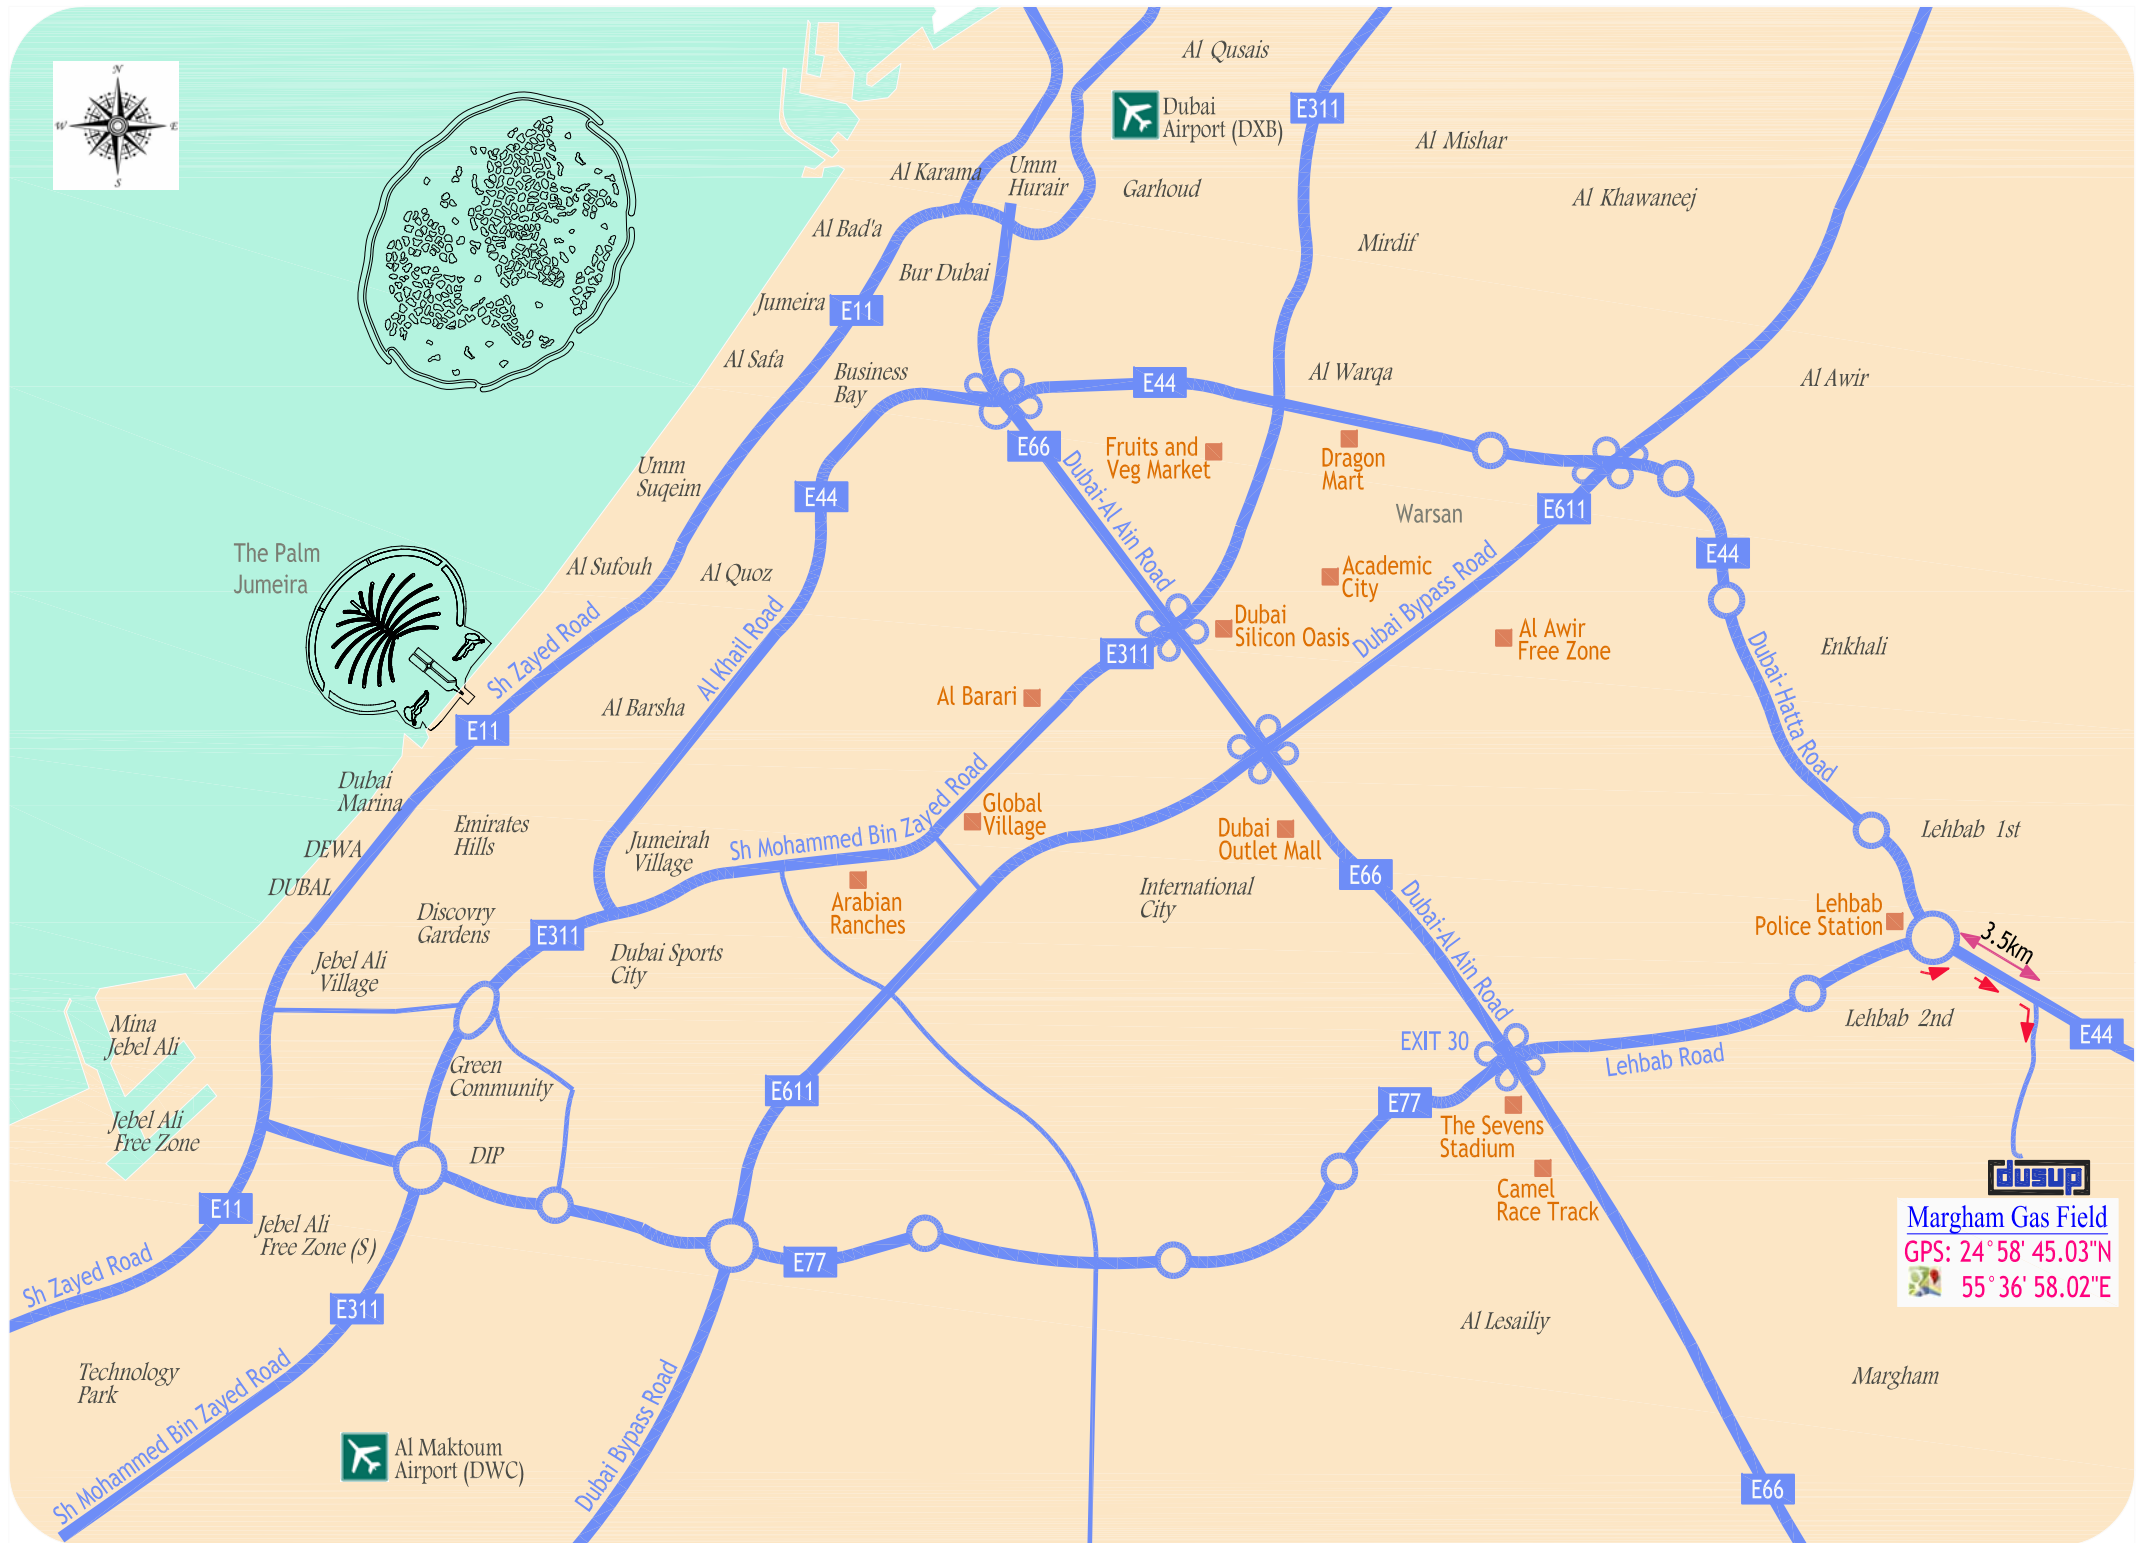 Al Qusais
N
W
E
S
Dubai
Airport (DXB)
E311
Al Mishar
Al Karama
Umm
Hurair
Garhoud
Al Khawaneej
Al Bad'a
Mirdif
Bur Dubai
Jumeira
E11
Al Safa
Business
Bay
E44
Al Warqa
Al Awir
E66
Fruits and
Veg Market
Dragon
Mart
Umm
Suqeim
E44
Dubai-Al Ain Road
Warsan
E611
The Palm
Jumeira
Al Sufouh
Al Quoz
Academic
City
Dubai Bypass Road
E44
Sh Zayed Road
Al Khail Road
Dubai
Silicon Oasis
Al Awir
Free Zone
Enkhali
E311
Dubai-Hatta Road
Al Barari
Al Barsha
E11
Dubai
Marina
Emirates
Hills
Jumeirah
Village
Sh Mohammed Bin Zayed Road
Global
Village
Dubai
Outlet Mall
Lehbab 1st
DEWA
DUBAL
Arabian
Ranches
International
City
E66
Discovry
Gardens
E311
Dubai Sports
City
Dubai-Al Ain Road
Lehbab
Police Station
3.5km
Jebel Ali
Village
Mina
Jebel Ali
Green
Community
EXIT 30
Lehbab Road
Lehbab 2nd
E44
E611
E77
Jebel Ali
Free Zone
The Sevens
Stadium
DIP
Camel
Race Track
dusup
E11
Jebel Ali
Free Zone (S)
Margham Gas Field
GPS: 24°58' 45.03"N
55°36' 58.02"E
Sh Zayed Road
E77
E311
Al Lesailiy
Technology
Park
Sh Mohammed Bin Zayed Road
Dubai Bypass Road
Margham
Al Maktoum
Airport (DWC)
E66